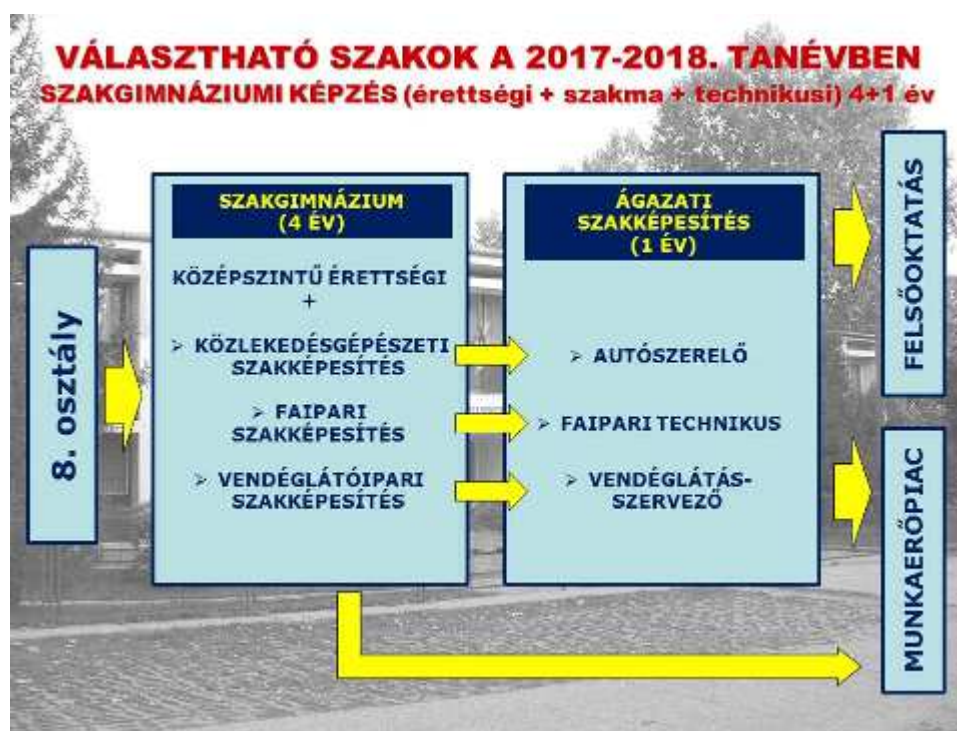 VÁLASZTHATÓ SZAKOK A 2017-2018. TANÉVBEN
SZAKGIMNÁZIUMI KÉPZÉS (érettségi + szakma + technikusi) 4+1 év
8. osztály
SZAKGIMNÁZIUM
(4 ÉV)
KÖZÉPSZINTŰ ÉRETTSÉGI
+
➢ KÖZLEKEDÉSGÉPÉSZETI
SZAKKÉPESÍTÉS
➢ FAIPARI
SZAKKÉPESÍTÉS
➢ VENDÉGLÁTÓIPARI
SZAKKÉPESÍTÉS
ÁGAZATI
SZAKKÉPESÍTÉS
(1 ÉV)
➢ AUTÓSZERELŐ
➢ FAIPARI TECHNIKUS
➢ VENDÉGLÁTÁS-
SZERVEZŐ
FELSŐOKTATÁS
MUNKAERŐPIAC